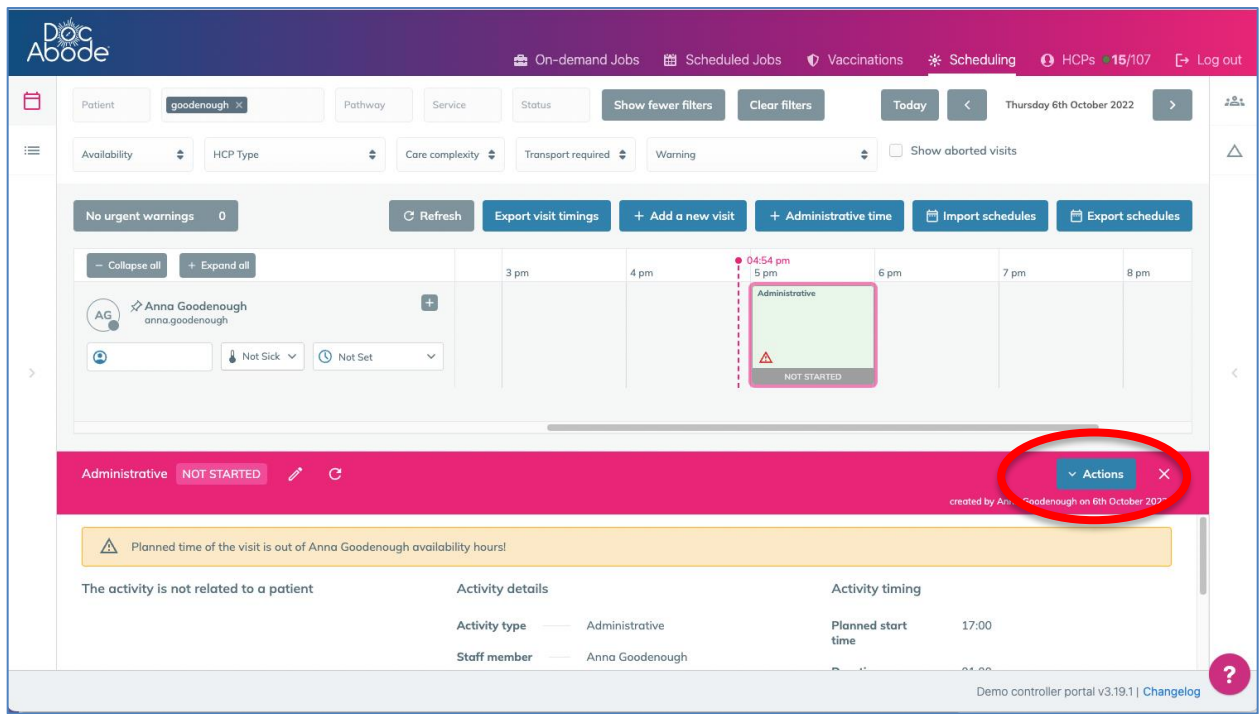 Doc
Abode
On-demand Jobs Scheduled Jobs Vaccinations Scheduling HCPs 15/107 Log out
Patient goodenough × Pathway Service Status Show fewer filters Clear filters Today < Thursday 6th October 2022 >
Availability HCP Type Care complexity Transport required Warning Show aborted visits
No urgent warnings 0 Refresh Export visit timings + Add a new visit + Administrative time Import schedules Export schedules
− Collapse all + Expand all
04:54 pm
3 pm 4 pm 5 pm 6 pm 7 pm 8 pm
AG Anna Goodenough +
anna.goodenough
Administrative
Not Sick Not Set
NOT STARTED
Administrative NOT STARTED Actions ×
created by Anna Goodenough on 6th October
Planned time of the visit is out of Anna Goodenough availability hours!
The activity is not related to a patient Activity details Activity timing
Activity type Administrative Planned start time 17:00
Staff member Anna Goodenough
?
Demo controller portal v3.19.1 | Changelog